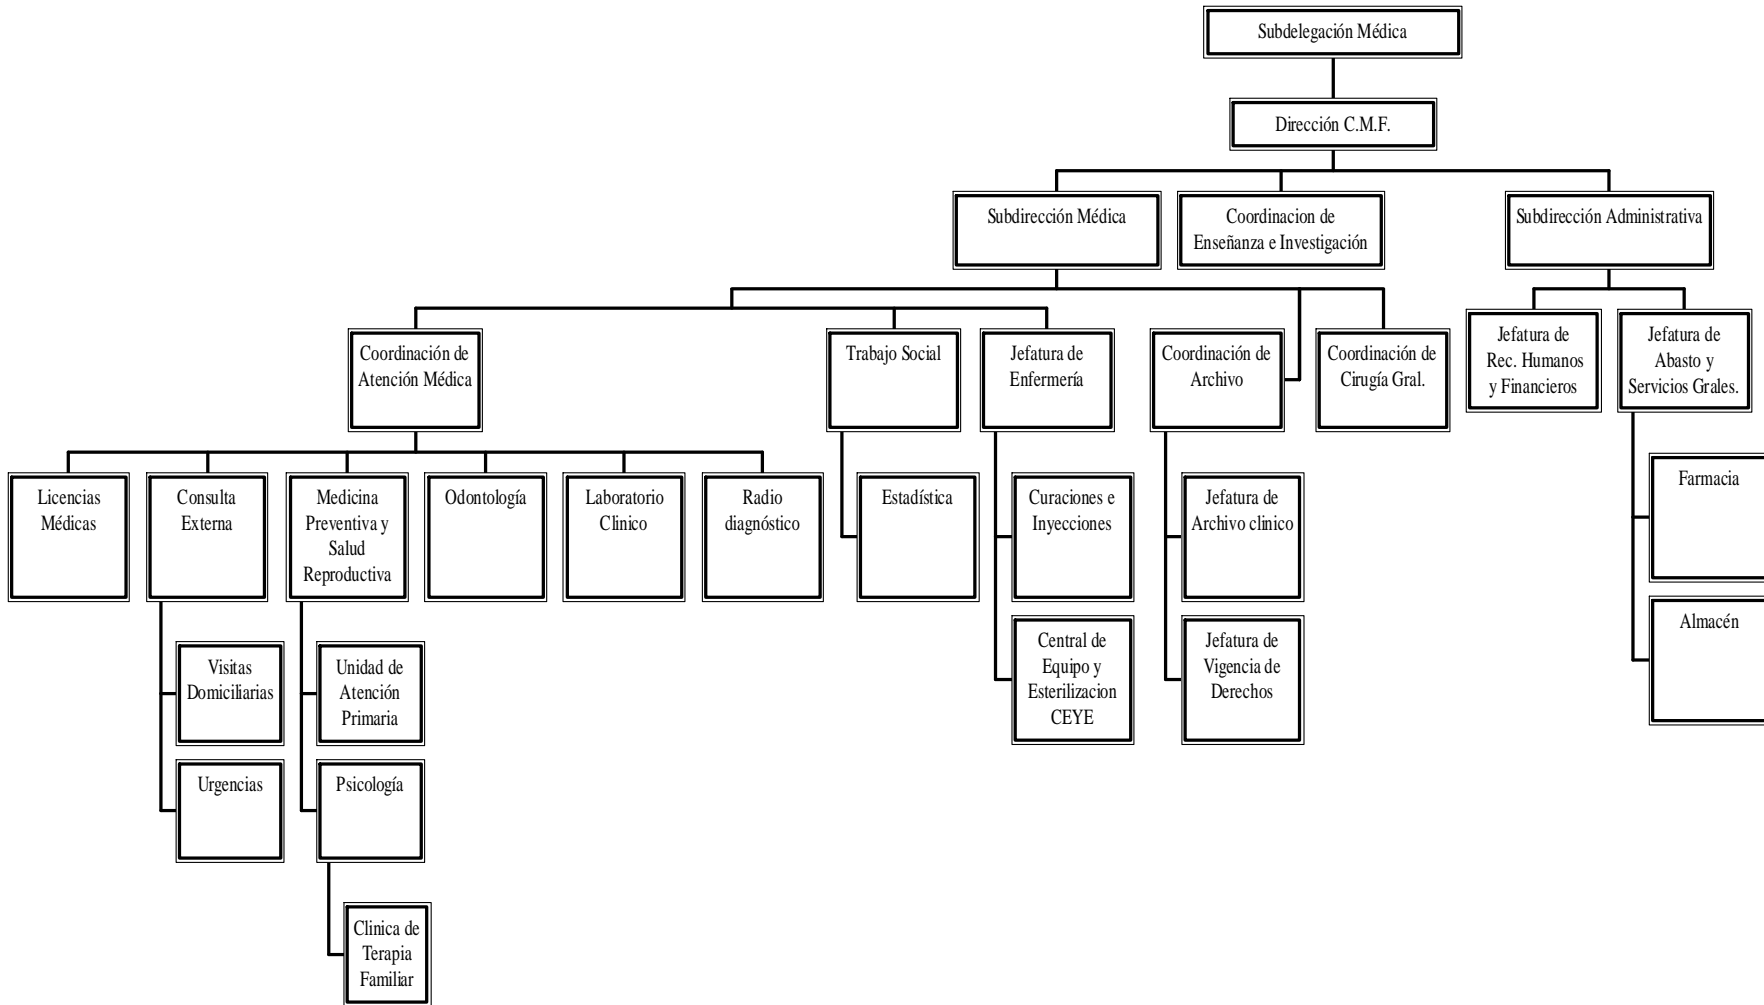 Subdelegación Médica
Dirección C.M.F.
Subdirección Médica
Coordinacion de
Enseñanza e Investigación
Subdirección Administrativa
Coordinación de
Atención Médica
Trabajo Social
Jefatura de
Enfermería
Coordinación de
Archivo
Coordinación de
Cirugía Gral.
Jefatura de
Rec. Humanos
y Financieros
Jefatura de
Abasto y
Servicios Grales.
Licencias
Médicas
Consulta
Externa
Medicina
Preventiva y
Salud
Reproductiva
Odontología
Laboratorio
Clinico
Radio
diagnóstico
Estadística
Curaciones e
Inyecciones
Jefatura de
Archivo clinico
Farmacia
Visitas
Domiciliarias
Unidad de
Atención
Primaria
Central de
Equipo y
Esterilizacion
CEYE
Jefatura de
Vigencia de
Derechos
Almacén
Urgencias
Psicología
Clinica de
Terapia
Familiar